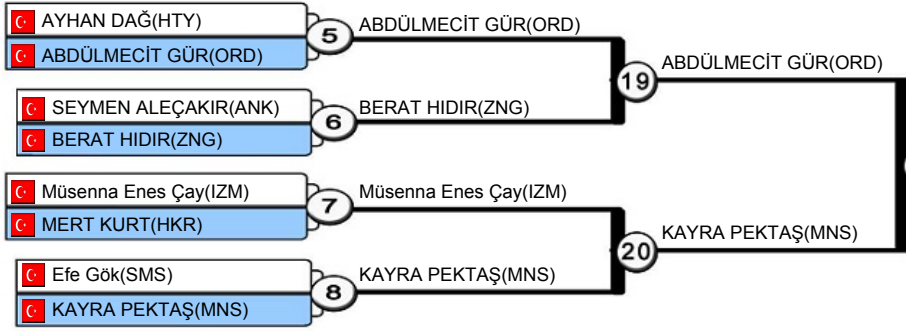 AYHAN DAĞ(HTY)
ABDÜLMECİT GÜR(ORD)
5
ABDÜLMECİT GÜR(ORD)
SEYMEN ALEÇAKIR(ANK)
BERAT HIDIR(ZNG)
6
BERAT HIDIR(ZNG)
19
ABDÜLMECİT GÜR(ORD)
Müsenna Enes Çay(IZM)
MERT KURT(HKR)
7
Müsenna Enes Çay(IZM)
Efe Gök(SMS)
KAYRA PEKTAŞ(MNS)
8
KAYRA PEKTAŞ(MNS)
20
KAYRA PEKTAŞ(MNS)